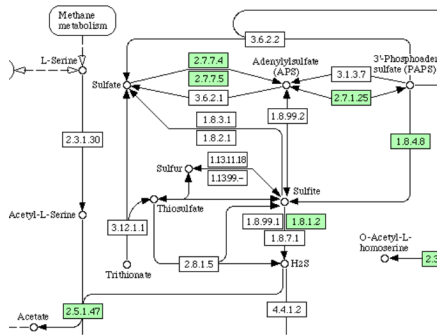 Methane
metabolism
3.6.2.2
L-Serine
2.7.7.4
2.7.7.5
Adenylylsulfate
(APS)
3'-Phosphoaden
sulfate (PAPS)
3.1.3.7
Sulfate
3.6.2.1
2.7.1.25
1.8.99.2
1.8.3.1
1.8.2.1
1.8.4.8
2.3.1.30
1.13.11.18
Sulfur
1.13.99.-
Sulfite
Thiosulfate
Acetyl-L-Serine
3.12.1.1
1.8.99.1
1.8.1.2
1.8.7.1
O-Acetyl-L-
homoserine
Trithionate
2.8.1.5
H2S
2.3
2.5.1.47
4.4.1.2
Acetate